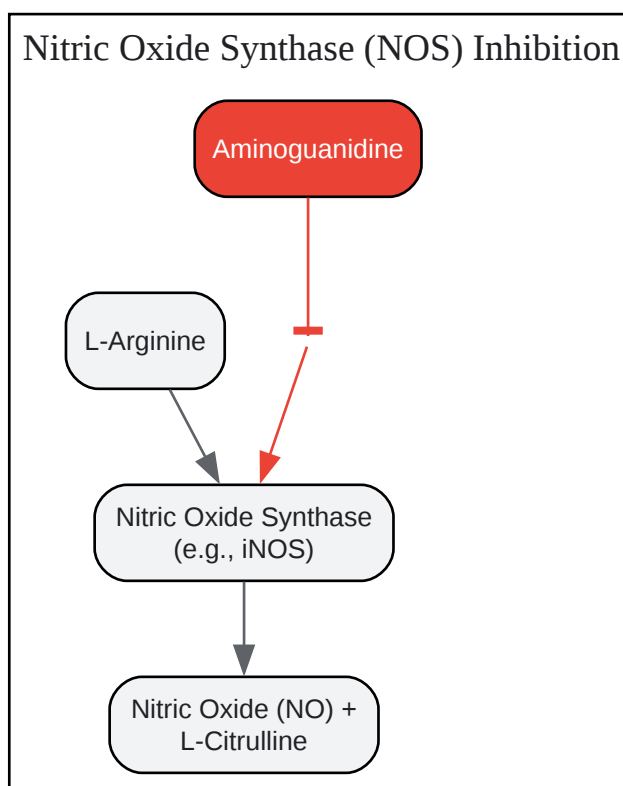 Nitric Oxide Synthase (NOS) Inhibition
Aminoguanidine
L-Arginine
Nitric Oxide Synthase
(e.g., iNOS)
Nitric Oxide (NO) +
L-Citrulline